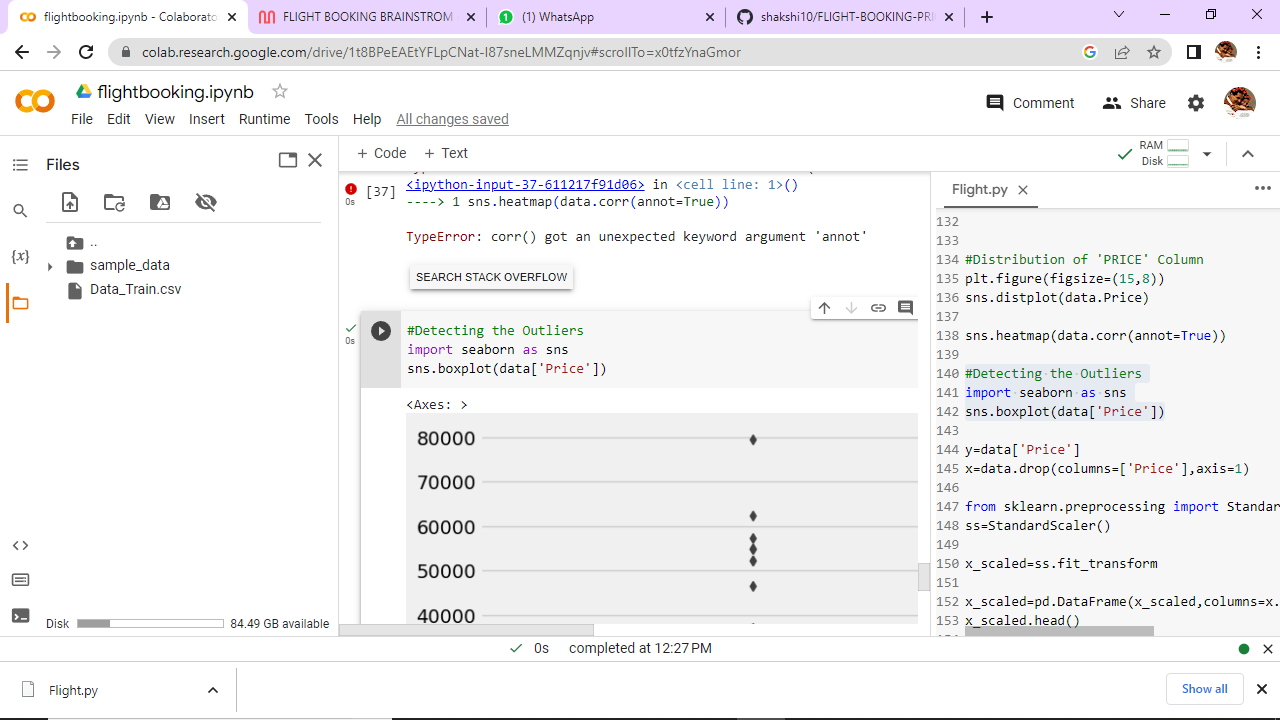 flightbooking.ipynb - Colaborato
FLIGHT BOOKING BRAINSTROM
(1) WhatsApp
shakshi10/FLIGHT-BOOKING-PRI
colab.research.google.com/drive/1t8BPeEAEtYFLpCNat-I87sneLMMZqnjv#scrollTo=x0tfzYnaGmor
flightbooking.ipynb
File Edit View Insert Runtime Tools Help All changes saved
Comment Share
Files
+ Code + Text
RAM
Disk
..
sample_data
Data_Train.csv
Disk 84.49 GB available
[37]
0s
<ipython-input-37-611217f91d06> in <cell line: 1>()
----> 1 sns.heatmap(data.corr(annot=True))
TypeError: corr() got an unexpected keyword argument 'annot'
SEARCH STACK OVERFLOW
0s
#Detecting the Outliers
import seaborn as sns
sns.boxplot(data['Price'])
<Axes: >
80000
70000
60000
50000
40000
Flight.py
132
133
134 #Distribution of 'PRICE' Column
135 plt.figure(figsize=(15,8))
136 sns.distplot(data.Price)
137
138 sns.heatmap(data.corr(annot=True))
139
140 #Detecting the Outliers
141 import seaborn as sns
142 sns.boxplot(data['Price'])
143
144 y=data['Price']
145 x=data.drop(columns=['Price'],axis=1)
146
147 from sklearn.preprocessing import Standar
148 ss=StandardScaler()
149
150 x_scaled=ss.fit_transform
151
152 x_scaled=pd.DataFrame(x_scaled,columns=x.
153 x_scaled.head()
0s completed at 12:27 PM
Flight.py
Show all